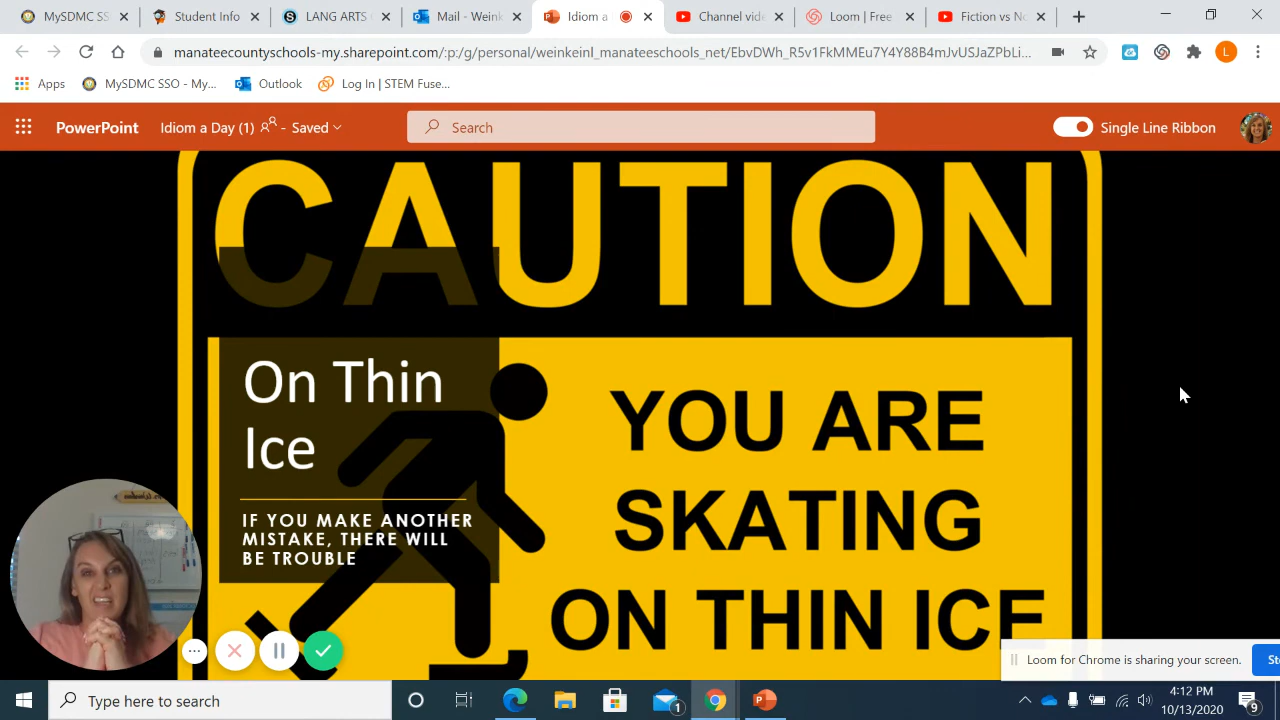 MySDMC SS
Student Info
LANG ARTS
Mail - Weink
Idiom a
Channel vide
Loom | Free
Fiction vs N
manateecountyschools-my.sharepoint.com/:p:/g/personal/weinkeinl_manateeschools_net/EbvDWh_R5v1FkMMEu7Y4Y88B4mJvUSJaZPbLi...
L
Apps
MySDMC SSO - My...
Outlook
Log In | STEM Fuse...
PowerPoint
Idiom a Day (1)
- Saved
Search
Single Line Ribbon
CAUTION
On Thin
Ice
IF YOU MAKE ANOTHER
MISTAKE, THERE WILL
BE TROUBLE
YOU ARE
SKATING
ON THIN ICE
Loom for Chrome is sharing your screen.
Sto
Type here to search
1
4:12 PM
10/13/2020
9